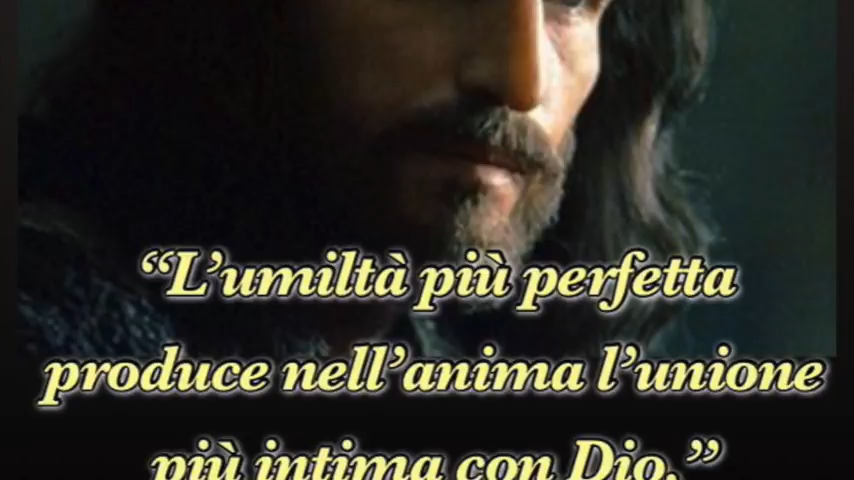 “L’umiltà più perfetta
produce nell’anima l’unione
più intima con Dio.”